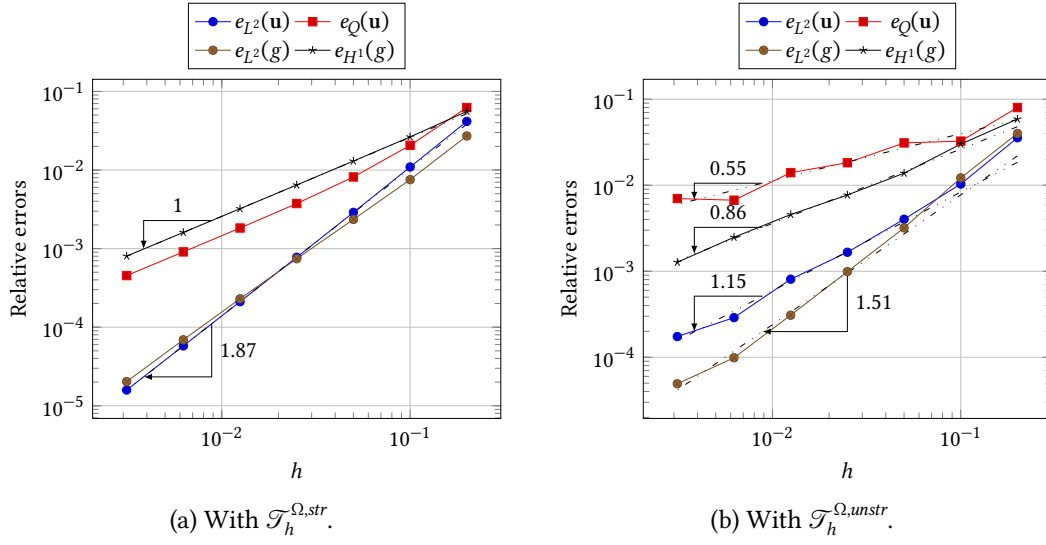 e_{L^2}(𝐮) e_Q(𝐮)
e_{L^2}(g) e_{H^1}(g)
10^{-1}
10^{-2}
10^{-3}
10^{-4}
10^{-5}
Relative errors
1
1.87
10^{-2} 10^{-1}
h
(a) With 𝒯_h^{Ω,str}.
e_{L^2}(𝐮) e_Q(𝐮)
e_{L^2}(g) e_{H^1}(g)
10^{-1}
10^{-2}
10^{-3}
10^{-4}
Relative errors
0.55
0.86
1.15
1.51
10^{-2} 10^{-1}
h
(b) With 𝒯_h^{Ω,unstr}.